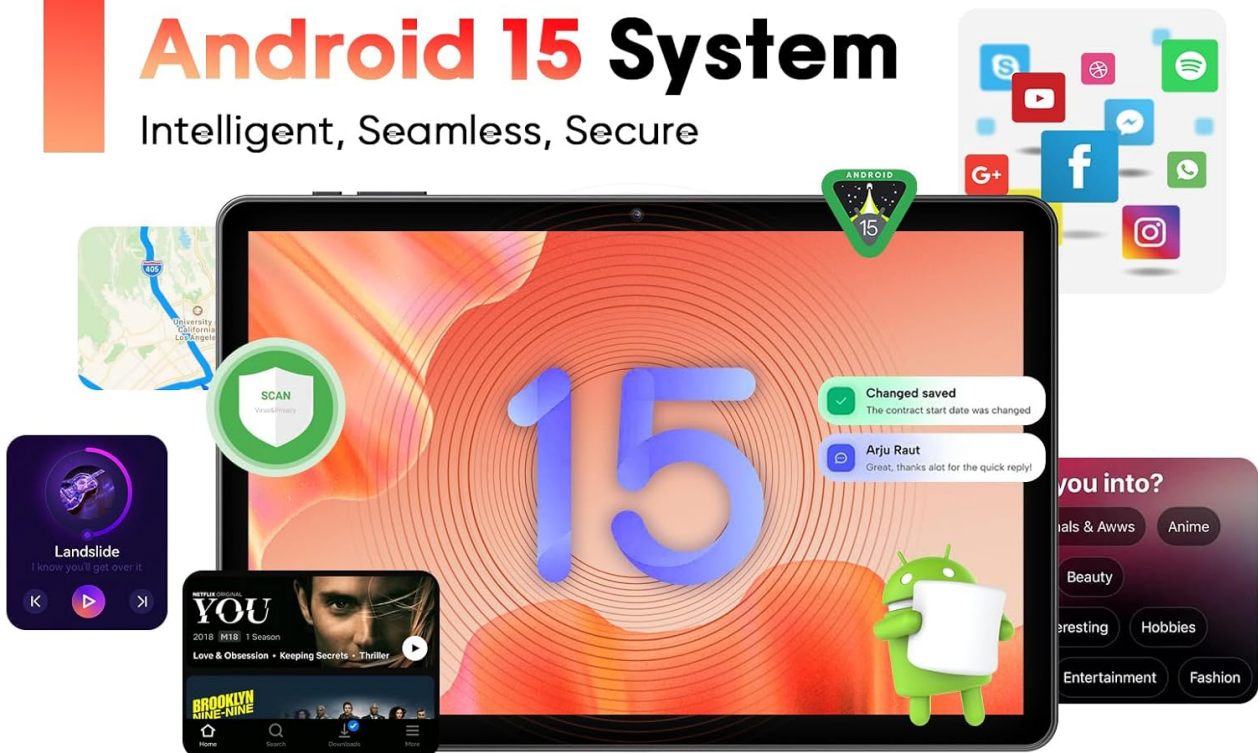 Android 15 System
Intelligent, Seamless, Secure
G+
f
ANDROID
15
405
University
California
Los Angeles
SCAN
Virus&Privacy
15
Changed saved
The contract start date was changed
Arju Raut
Great, thanks alot for the quick reply!
Landslide
I know you'll get over it
NETFLIX ORIGINAL
YOU
2018 M18 1 Season
Love & Obsession • Keeping Secrets • Thriller
BROOKLYN
NINE-NINE
Home Search Downloads More
you into?
als & Awws Anime
Beauty
eresting Hobbies
Entertainment Fashion